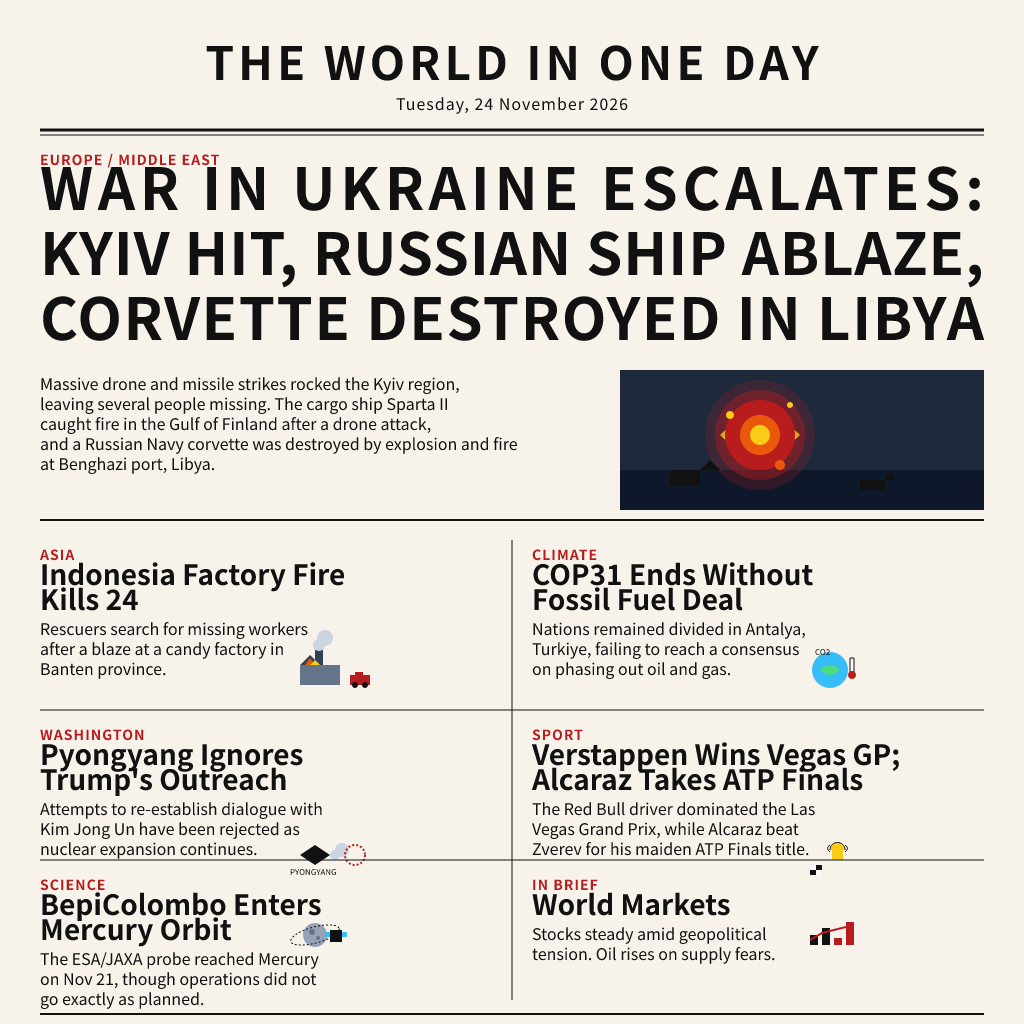 THE WORLD IN ONE DAY
Tuesday, 24 November 2026
EUROPE / MIDDLE EAST
WAR IN UKRAINE ESCALATES:
KYIV HIT, RUSSIAN SHIP ABLAZE,
CORVETTE DESTROYED IN LIBYA
Massive drone and missile strikes rocked the Kyiv region,
leaving several people missing. The cargo ship Sparta II
caught fire in the Gulf of Finland after a drone attack,
and a Russian Navy corvette was destroyed by explosion and fire
at Benghazi port, Libya.
ASIA
Indonesia Factory Fire
Kills 24
Rescuers search for missing workers
after a blaze at a candy factory in
Banten province.
CLIMATE
COP31 Ends Without
Fossil Fuel Deal
Nations remained divided in Antalya,
Turkiye, failing to reach a consensus
on phasing out oil and gas.
CO2
WASHINGTON
Pyongyang Ignores
Trump's Outreach
Attempts to re-establish dialogue with
Kim Jong Un have been rejected as
nuclear expansion continues.
PYONGYANG
SPORT
Verstappen Wins Vegas GP;
Alcaraz Takes ATP Finals
The Red Bull driver dominated the Las
Vegas Grand Prix, while Alcaraz beat
Zverev for his maiden ATP Finals title.
SCIENCE
BepiColombo Enters
Mercury Orbit
The ESA/JAXA probe reached Mercury
on Nov 21, though operations did not
go exactly as planned.
IN BRIEF
World Markets
Stocks steady amid geopolitical
tension. Oil rises on supply fears.